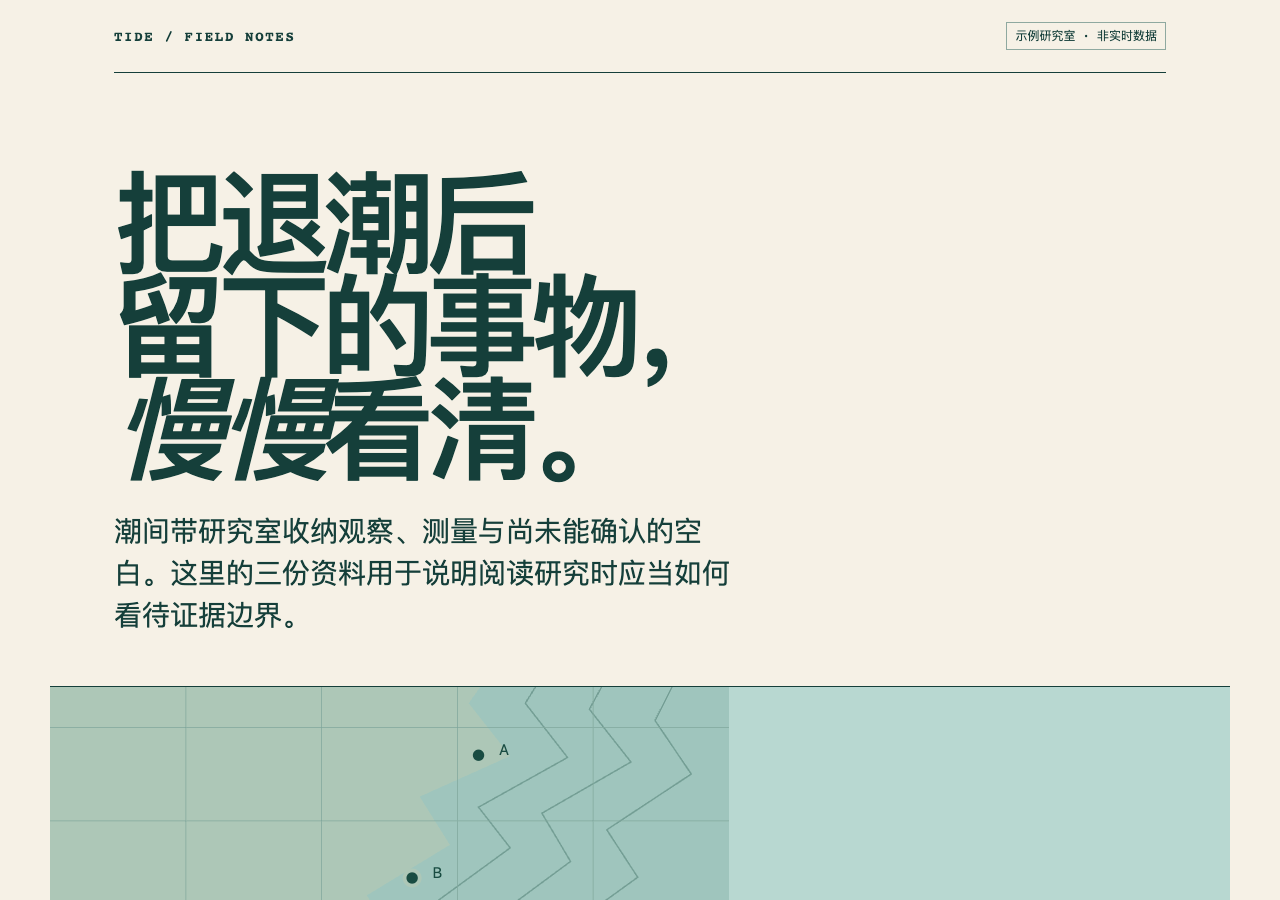 TIDE / FIELD NOTES
示例研究室 · 非实时数据
把退潮后
留下的事物，
慢慢看清。
潮间带研究室收纳观察、测量与尚未能确认的空
白。这里的三份资料用于说明阅读研究时应当如何
看待证据边界。
A
B